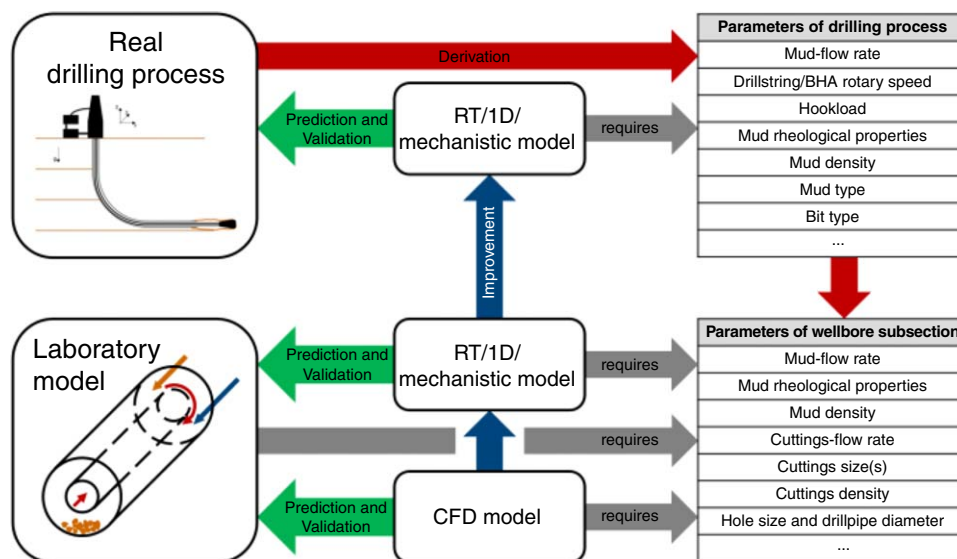 Real
drilling process
Derivation
Prediction and
Validation
RT/1D/
mechanistic model
requires
Parameters of drilling process
Mud-flow rate
Drillstring/BHA rotary speed
Hookload
Mud rheological properties
Mud density
Mud type
Bit type
...
Improvement
Laboratory
model
Prediction and
Validation
RT/1D/
mechanistic model
requires
requires
Prediction and
Validation
CFD model
requires
Parameters of wellbore subsection
Mud-flow rate
Mud rheological properties
Mud density
Cuttings-flow rate
Cuttings size(s)
Cuttings density
Hole size and drillpipe diameter
...